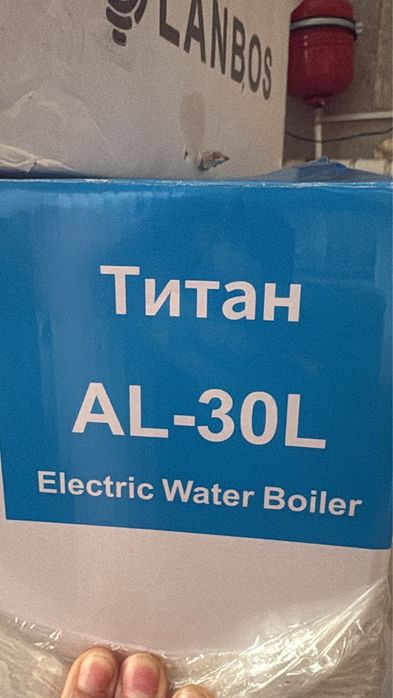 LANBOS
Титан
AL-30L
Electric Water Boiler